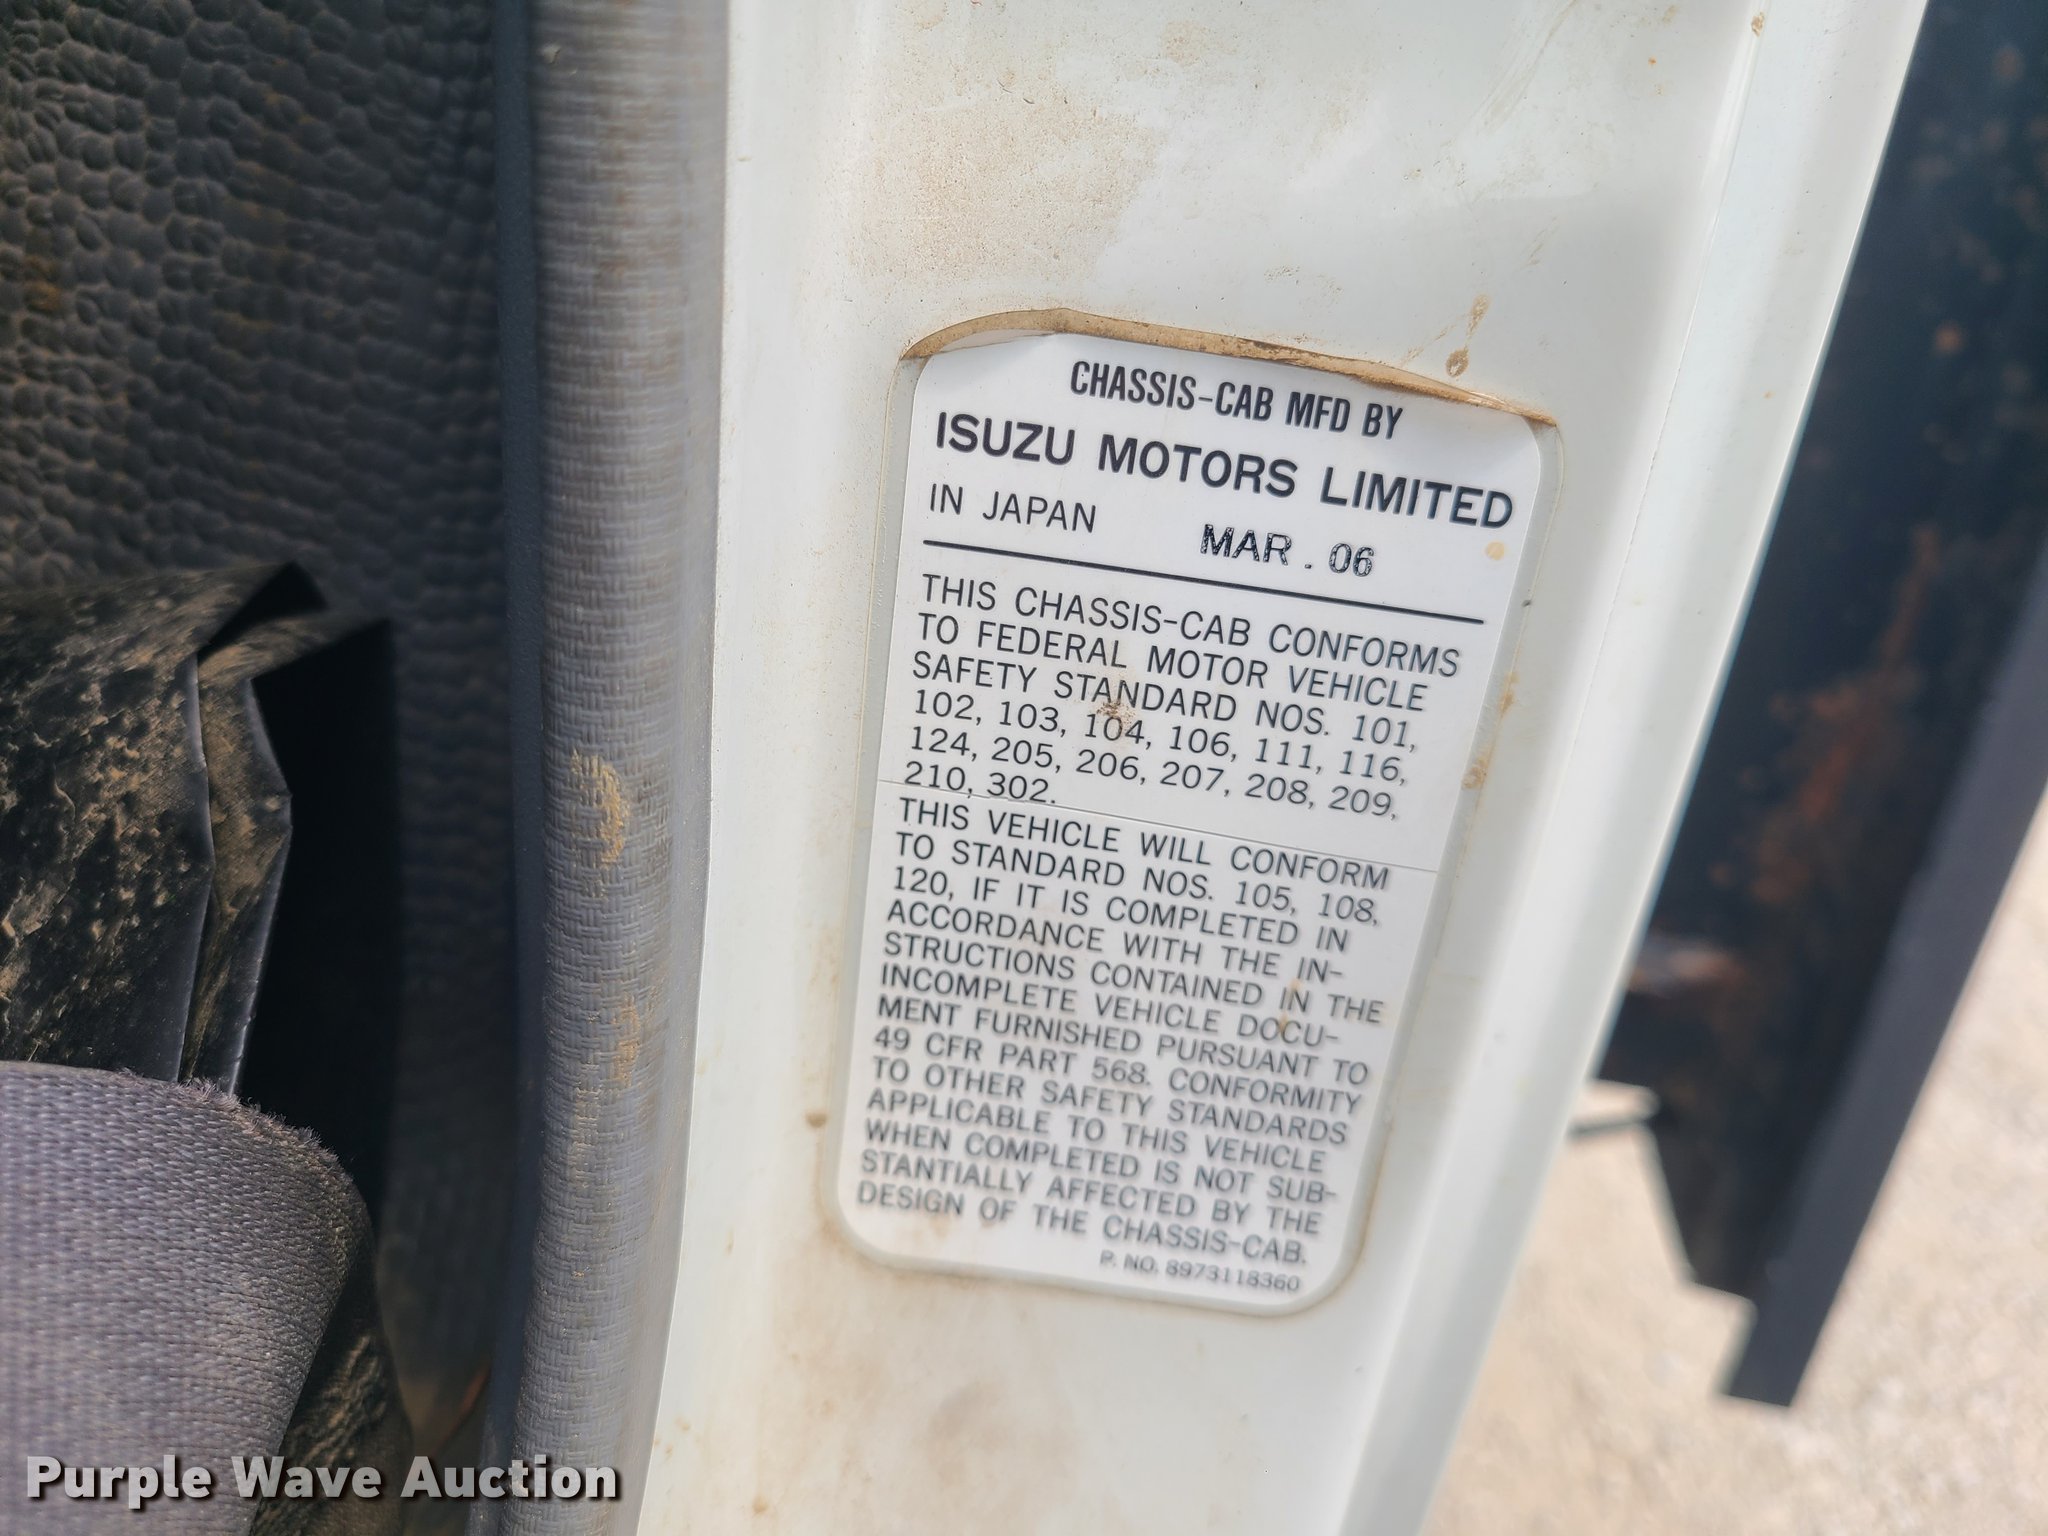 CHASSIS-CAB MFD BY
ISUZU MOTORS LIMITED
IN JAPAN MAR . 06
THIS CHASSIS-CAB CONFORMS
TO FEDERAL MOTOR VEHICLE
SAFETY STANDARD NOS. 101,
102, 103, 104, 106, 111, 116,
124, 205, 206, 207, 208, 209,
210, 302.
THIS VEHICLE WILL CONFORM
TO STANDARD NOS. 105, 108,
120, IF IT IS COMPLETED IN
ACCORDANCE WITH THE IN-
STRUCTIONS CONTAINED IN THE
INCOMPLETE VEHICLE DOCU-
MENT FURNISHED PURSUANT TO
49 CFR PART 568. CONFORMITY
TO OTHER SAFETY STANDARDS
APPLICABLE TO THIS VEHICLE
WHEN COMPLETED IS NOT SUB-
STANTIALLY AFFECTED BY THE
DESIGN OF THE CHASSIS-CAB.
P. NO. 8973118360
Purple Wave Auction